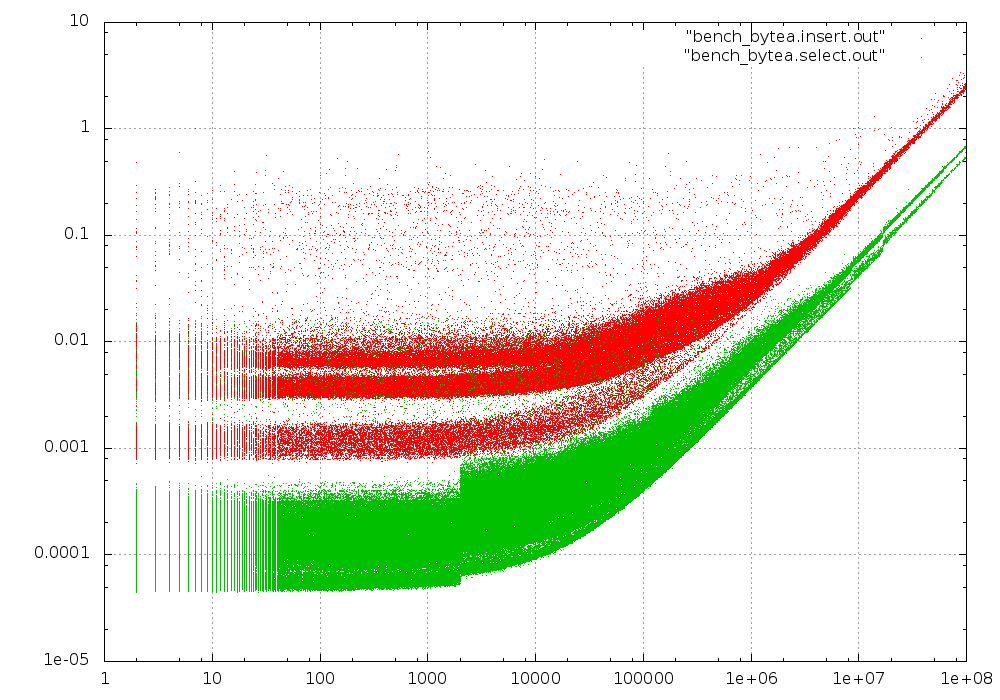 10
"bench_bytea.insert.out"
"bench_bytea.select.out"
1
0.1
0.01
0.001
0.0001
1e-05
1 10 100 1000 10000 100000 1e+06 1e+07 1e+08